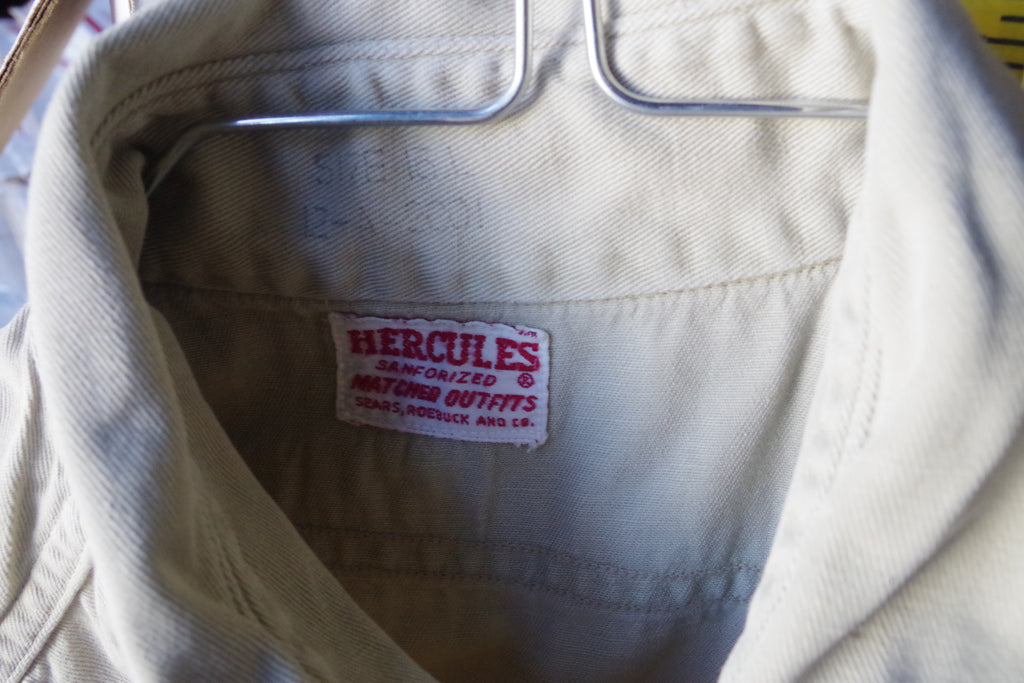 HERCULES
SANFORIZED ®
MATCHED OUTFITS
SEARS, ROEBUCK AND CO.